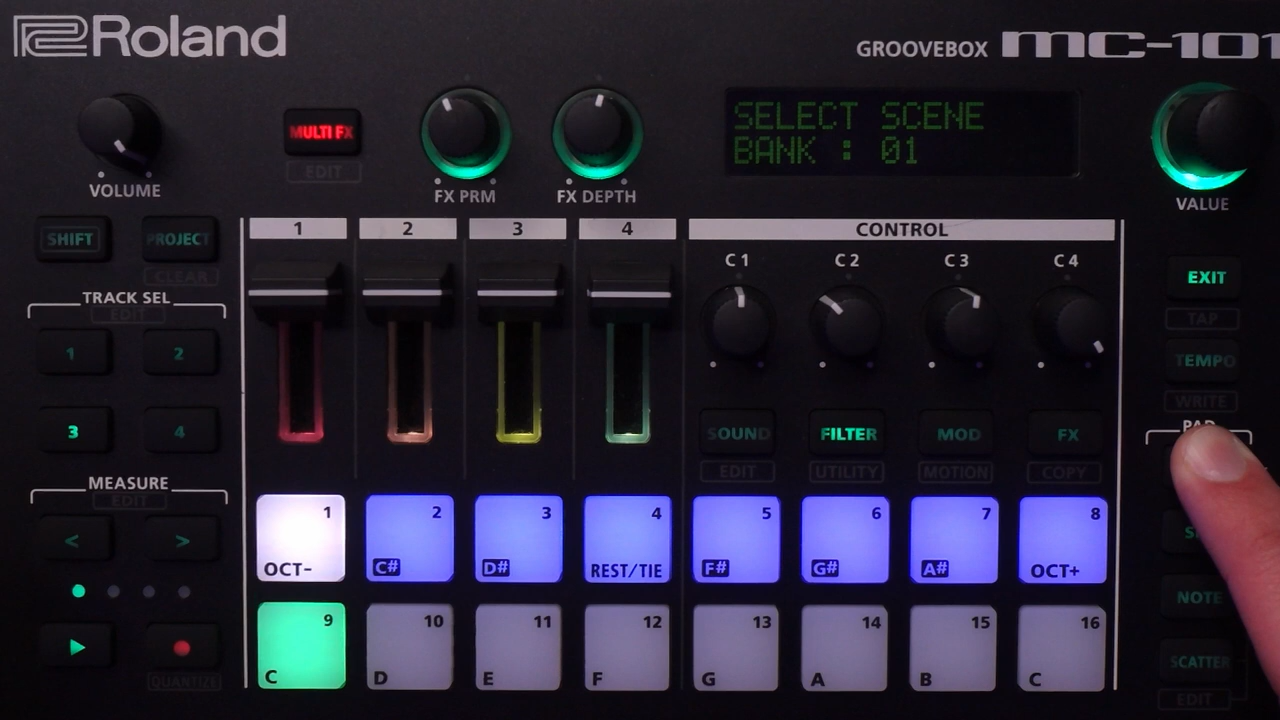 Roland
GROOVEBOX MC-101
SELECT SCENE
BANK : 01
MULTI FX
EDIT
VOLUME
FX PRM
FX DEPTH
VALUE
SHIFT
PROJECT
CLEAR
1
2
3
4
CONTROL
C1
C2
C3
C4
EXIT
TAP
TEMPO
WRITE
TRACK SEL
EDIT
1
2
3
4
SOUND
FILTER
MOD
FX
EDIT
UTILITY
MOTION
COPY
MEASURE
EDIT
<
>
1 OCT-
2 C#
3 D#
4 REST/TIE
5 F#
6 G#
7 A#
8 OCT+
NOTE
9 C
10 D
11 E
12 F
13 G
14 A
15 B
16 C
QUANTIZE
SCATTER
EDIT